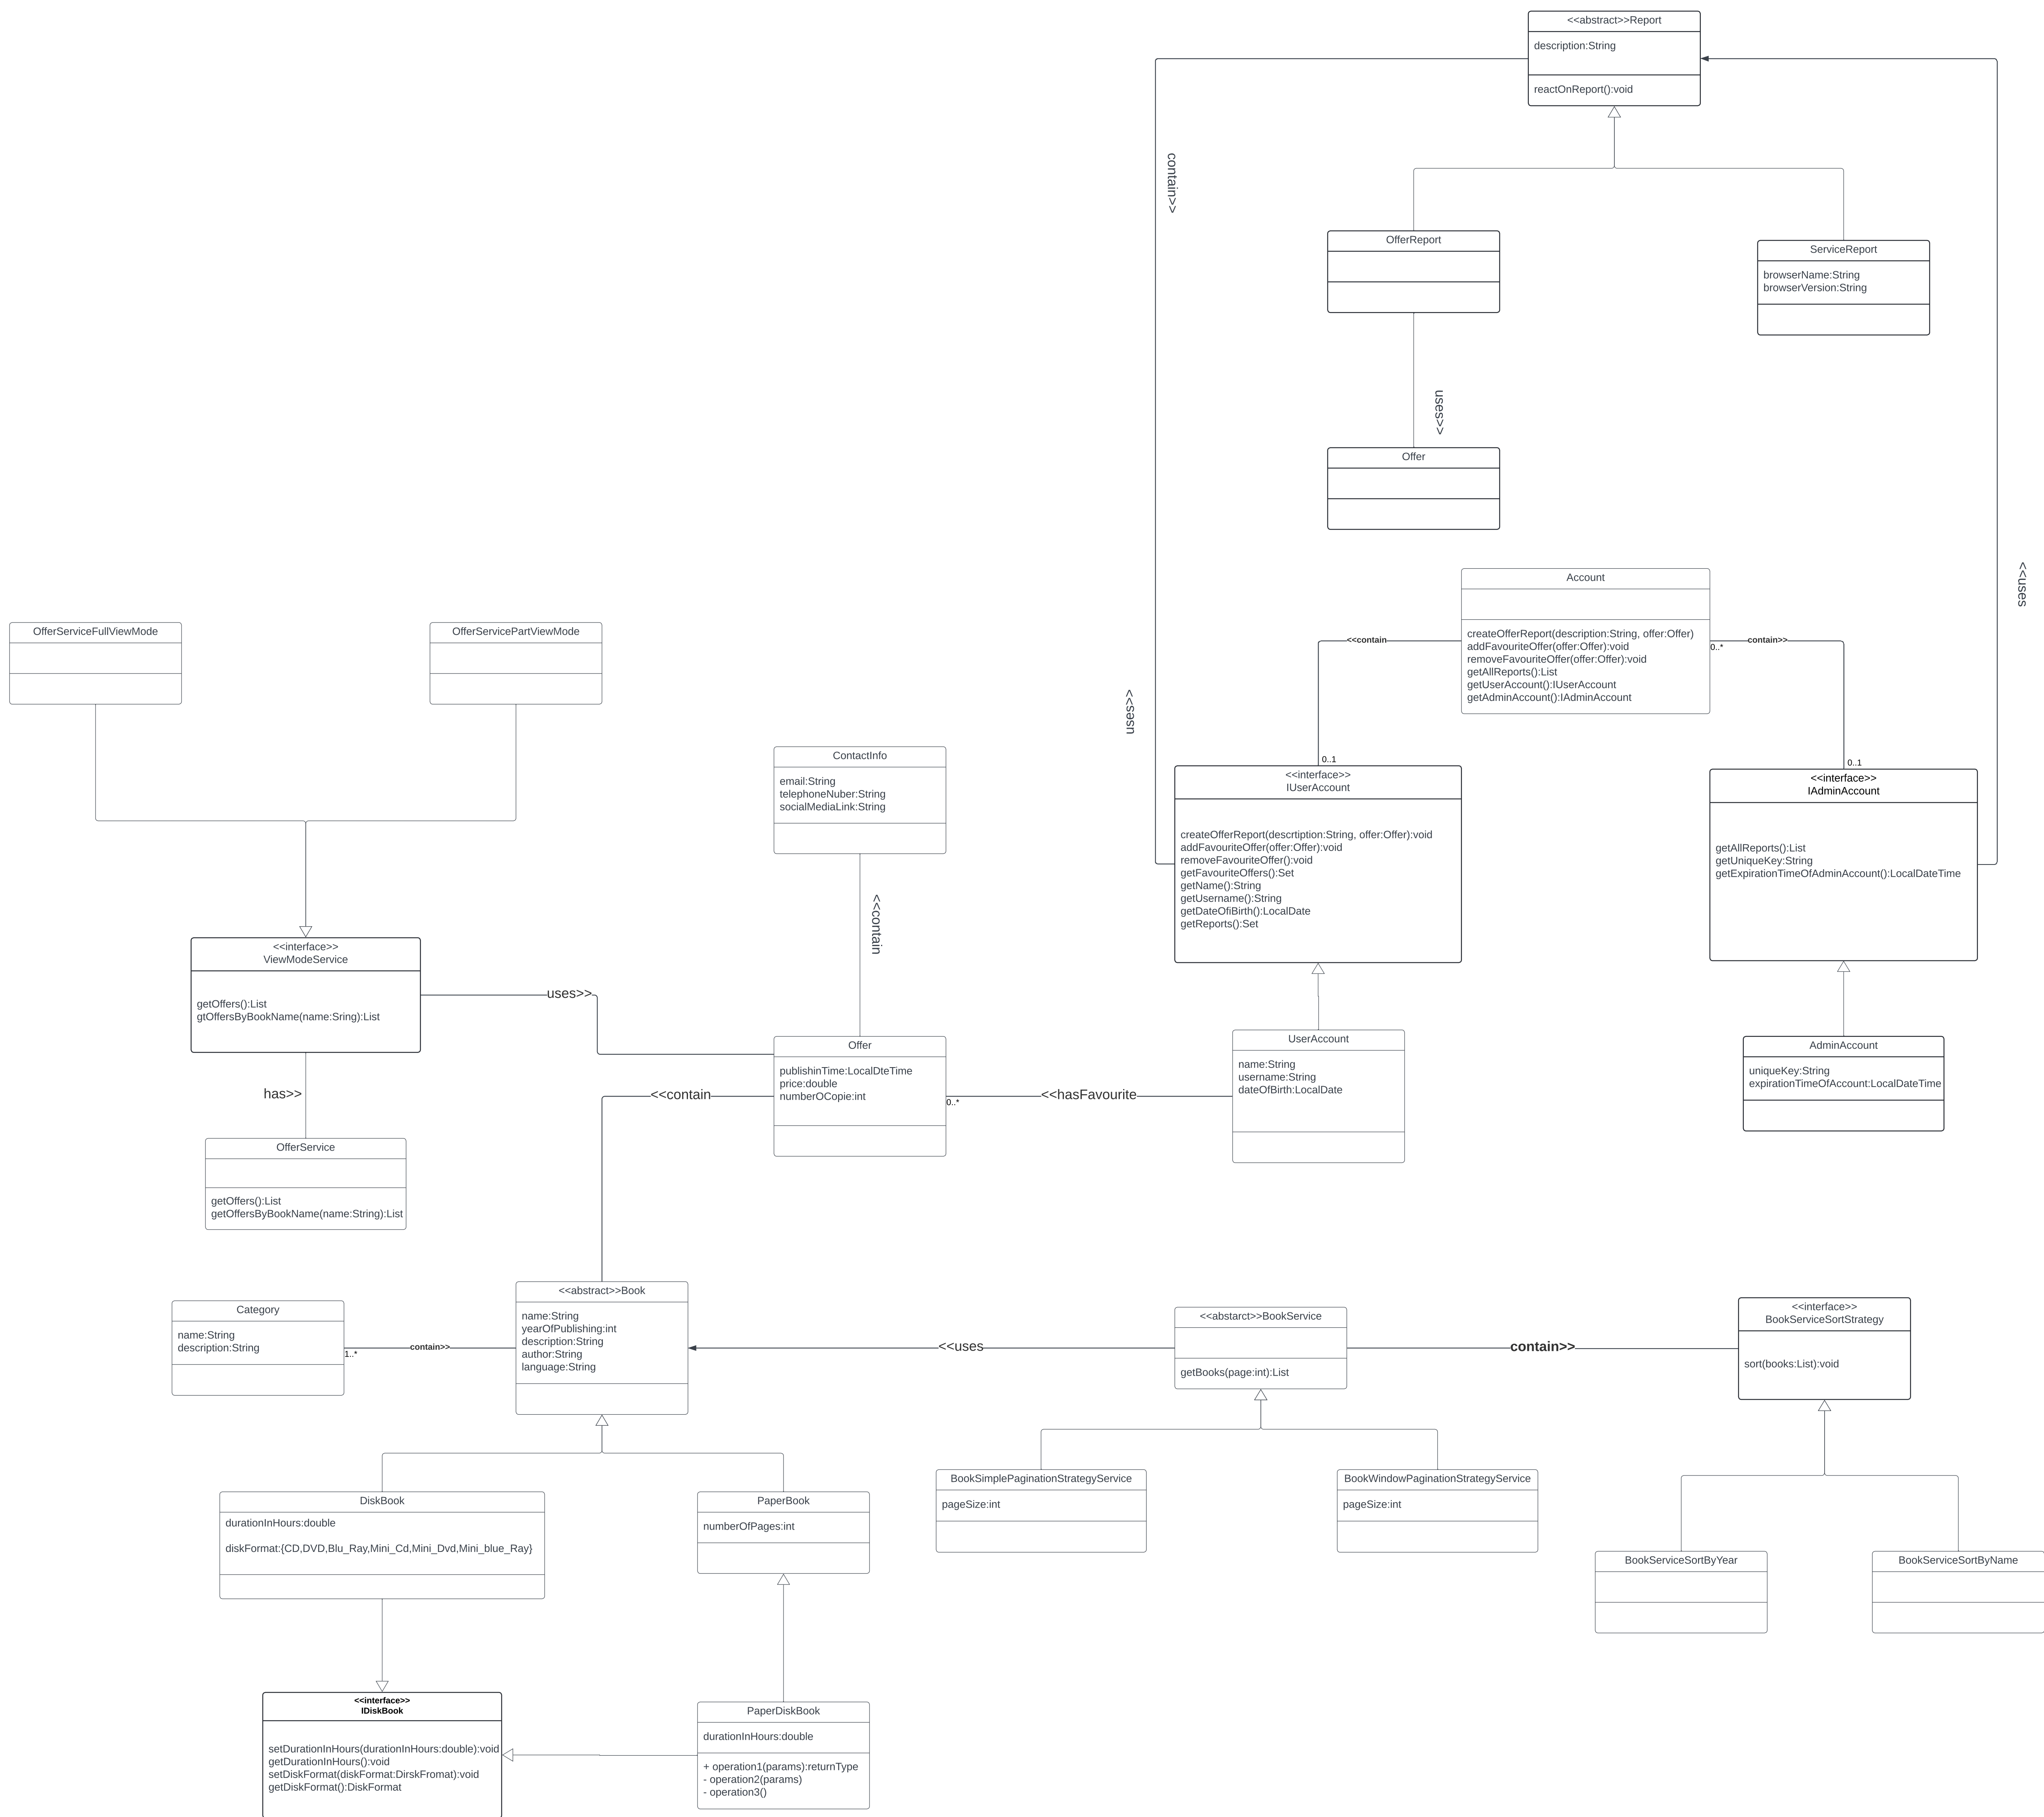 <<abstract>>Report
description:String
reactOnReport():void
contain>>
OfferReport
ServiceReport
browserName:String
browserVersion:String
uses>>
Offer
<<uses
Account
createOfferReport(description:String, offer:Offer)
addFavouriteOffer(offer:Offer):void
removeFavouriteOffer(offer:Offer):void
getAllReports():List
getUserAccount():IUserAccount
getAdminAccount():IAdminAccount
<<contain
contain>>
0..*
0..1
0..1
<<uses
OfferServiceFullViewMode
OfferServicePartViewMode
ContactInfo
email:String
telephoneNuber:String
socialMediaLink:String
<<contain
<<interface>>
IUserAccount
createOfferReport(descrtiption:String, offer:Offer):void
addFavouriteOffer(offer:Offer):void
removeFavouriteOffer():void
getFavouriteOffers():Set
getName():String
getUsername():String
getDateOfiBirth():LocalDate
getReports():Set
<<interface>>
IAdminAccount
getAllReports():List
getUniqueKey:String
getExpirationTimeOfAdminAccount():LocalDateTime
<<interface>>
ViewModeService
getOffers():List
gtOffersByBookName(name:Sring):List
uses>>
has>>
OfferService
getOffers():List
getOffersByBookName(name:String):List
Offer
publishinTime:LocalDteTime
price:double
numberOCopie:int
<<contain
0..*
<<hasFavourite
UserAccount
name:String
username:String
dateOfBirth:LocalDate
AdminAccount
uniqueKey:String
expirationTimeOfAccount:LocalDateTime
Category
name:String
description:String
1..*
contain>>
<<abstract>>Book
name:String
yearOfPublishing:int
description:String
author:String
language:String
<<uses
<<abstarct>>BookService
getBooks(page:int):List
contain>>
<<interface>>
BookServiceSortStrategy
sort(books:List):void
DiskBook
durationInHours:double
diskFormat:{CD,DVD,Blu_Ray,Mini_Cd,Mini_Dvd,Mini_blue_Ray}
PaperBook
numberOfPages:int
BookSimplePaginationStrategyService
pageSize:int
BookWindowPaginationStrategyService
pageSize:int
BookServiceSortByYear
BookServiceSortByName
<<interface>>
IDiskBook
setDurationInHours(durationInHours:double):void
getDurationInHours():void
setDiskFormat(diskFormat:DirskFromat):void
getDiskFormat():DiskFormat
PaperDiskBook
durationInHours:double
+ operation1(params):returnType
- operation2(params)
- operation3()